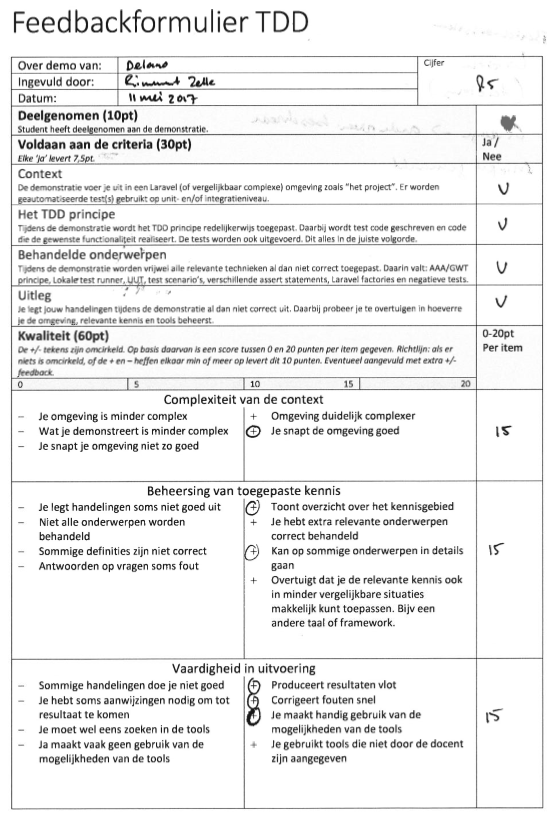 Feedbackformulier TDD
Over demo van: Delano Cijfer
Ingevuld door: Rimmert Zelle 85
Datum: 11 mei 2017
Deelgenomen (10pt)
Student heeft deelgenomen aan de demonstratie.
Voldaan aan de criteria (30pt) Ja /
Elke 'ja' levert 7,5pt. Nee
Context
De demonstratie voer je uit in een Laravel (of vergelijkbaar complexe) omgeving zoals "het project". Er worden
geautomatiseerde test(s) gebruikt op unit- en/of integratieniveau.
Het TDD principe
Tijdens de demonstratie wordt het TDD principe redelijkerwijs toegepast. Daarbij wordt test code geschreven en code
die de gewenste functionaliteit realiseert. De tests worden ook uitgevoerd. Dit alles in de juiste volgorde.
Behandelde onderwerpen
Tijdens de demonstratie worden vrijwel alle relevante technieken al dan niet correct toegepast. Daarin valt: AAA/GWT
principe, Lokale test runner, UUT, test scenario's, verschillende assert statements, Laravel factories en negatieve tests.
Uitleg
Je legt jouw handelingen tijdens de demonstratie al dan niet correct uit. Daarbij probeer je te overtuigen in hoeverre
je de omgeving, relevante kennis en tools beheerst.
Kwaliteit (60pt) 0-20pt
De +/- tekens zijn omcirkeld. Op basis daarvan is een score tussen 0 en 20 punten per item gegeven. Richtlijn: als er Per item
niets is omcirkeld, of de + en – heffen elkaar min of meer op levert dit 10 punten. Eventueel aangevuld met extra +/-
feedback.
0 5 10 15 20
Complexiteit van de context
– Je omgeving is minder complex + Omgeving duidelijk complexer
– Wat je demonstreert is minder complex + Je snapt de omgeving goed 15
– Je snapt je omgeving niet zo goed
Beheersing van toegepaste kennis
– Je legt handelingen soms niet goed uit + Toont overzicht over het kennisgebied
– Niet alle onderwerpen worden + Je hebt extra relevante onderwerpen
behandeld correct behandeld
– Sommige definities zijn niet correct + Kan op sommige onderwerpen in details 15
– Antwoorden op vragen soms fout gaan
+ Overtuigt dat je de relevante kennis ook
in minder vergelijkbare situaties
makkelijk kunt toepassen. Bijv een
andere taal of framework.
Vaardigheid in uitvoering
– Sommige handelingen doe je niet goed + Produceert resultaten vlot
– Je hebt soms aanwijzingen nodig om tot + Corrigeert fouten snel
resultaat te komen + Je maakt handig gebruik van de 15
– Je moet wel eens zoeken in de tools mogelijkheden van de tools
– Ja maakt vaak geen gebruik van de + Je gebruikt tools die niet door de docent
mogelijkheden van de tools zijn aangegeven